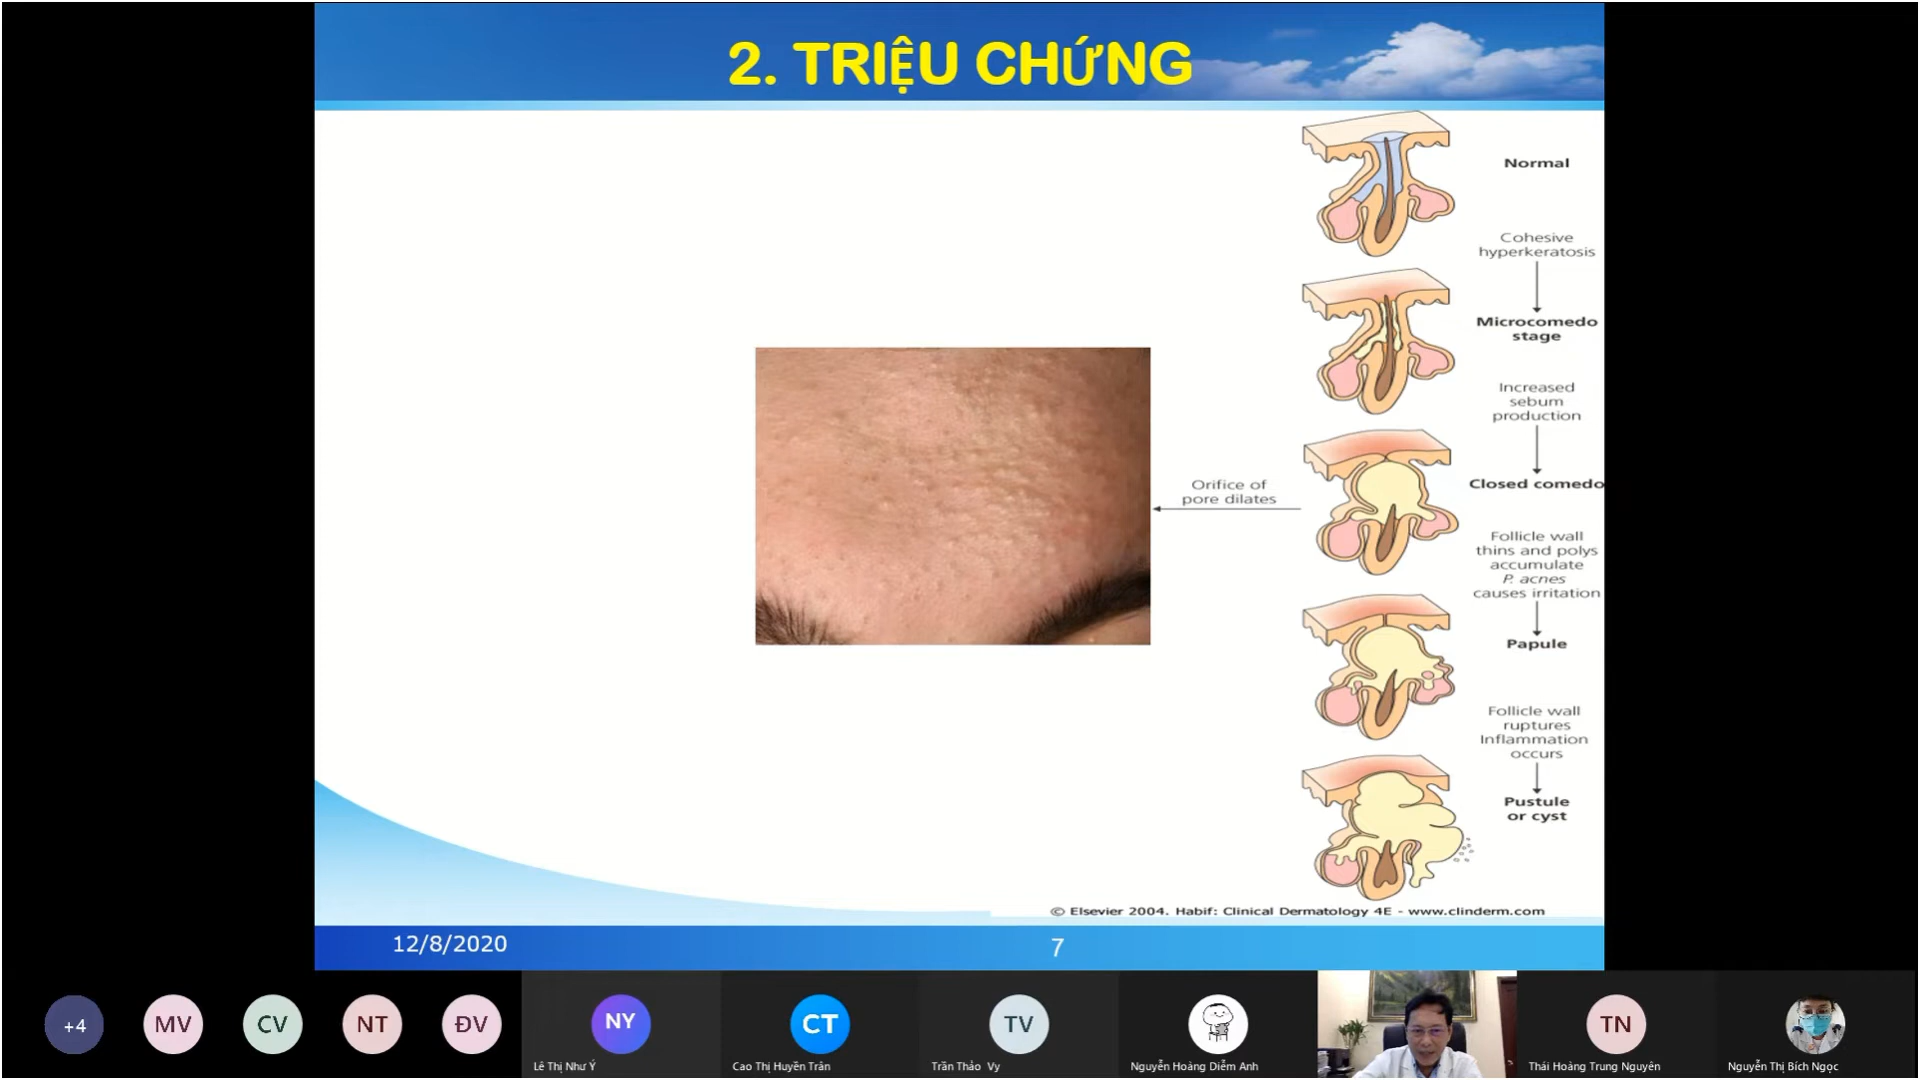 2. TRIỆU CHỨNG
Normal
Cohesive
hyperkeratosis
Microcomedo
stage
Increased
sebum
production
Orifice of
pore dilates
Closed comedo
Follicle wall
thins and polys
accumulate
P. acnes
causes irritation
Papule
Follicle wall
ruptures
Inflammation
occurs
Pustule
or cyst
© Elsevier 2004. Habif: Clinical Dermatology 4E - www.clinderm.com
12/8/2020
7
+4
MV
CV
NT
ĐV
NY
CT
TV
TN
Lê Thị Như Ý
Cao Thị Huyền Trân
Trần Thảo Vy
Nguyễn Hoàng Diễm Anh
Thái Hoàng Trung Nguyên
Nguyễn Thị Bích Ngọc